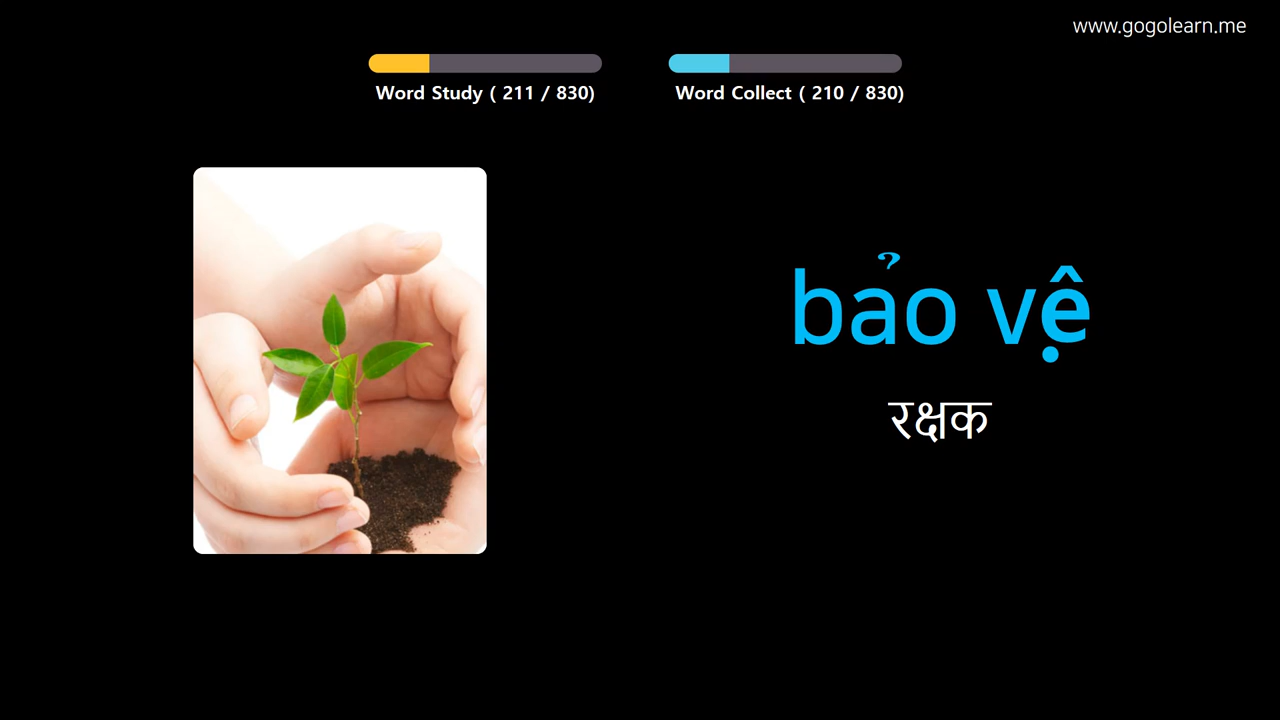 www.gogolearn.me
Word Study ( 211 / 830)
Word Collect ( 210 / 830)
bảo vệ
रक्षक